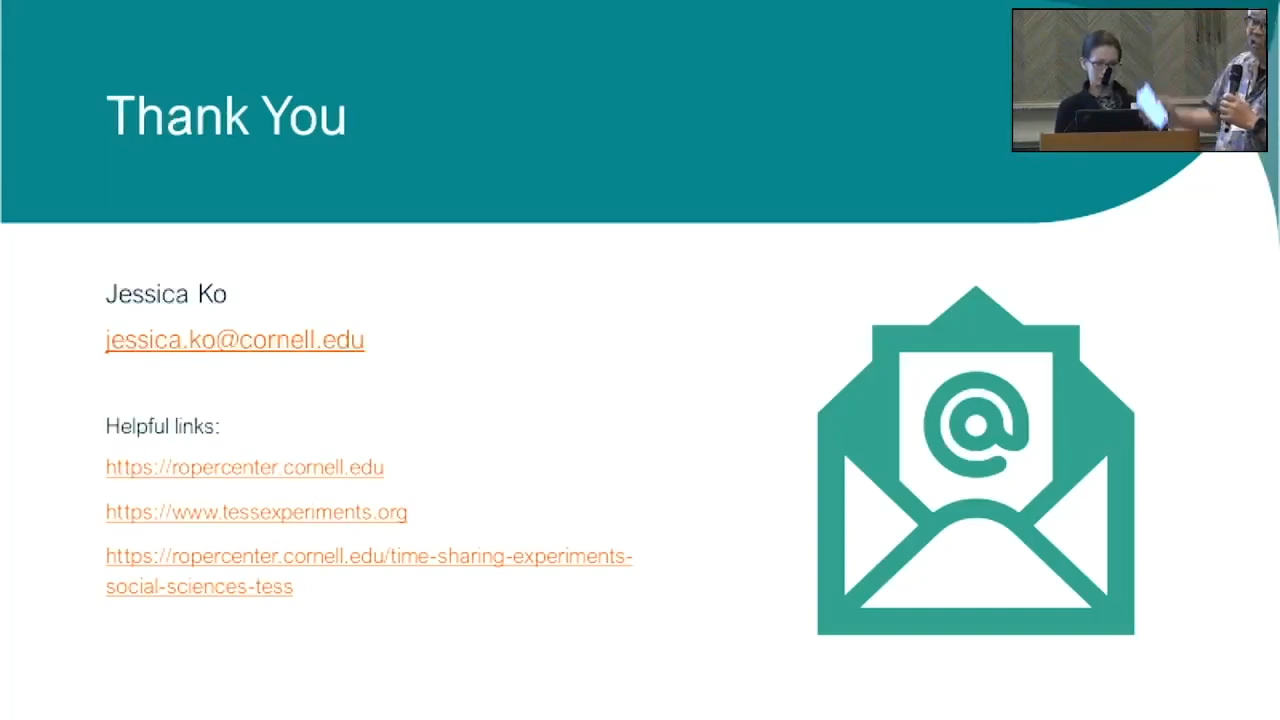 Thank You
Jessica Ko
jessica.ko@cornell.edu
Helpful links:
https://ropercenter.cornell.edu
https://www.tessexperiments.org
https://ropercenter.cornell.edu/time-sharing-experiments-
social-sciences-tess